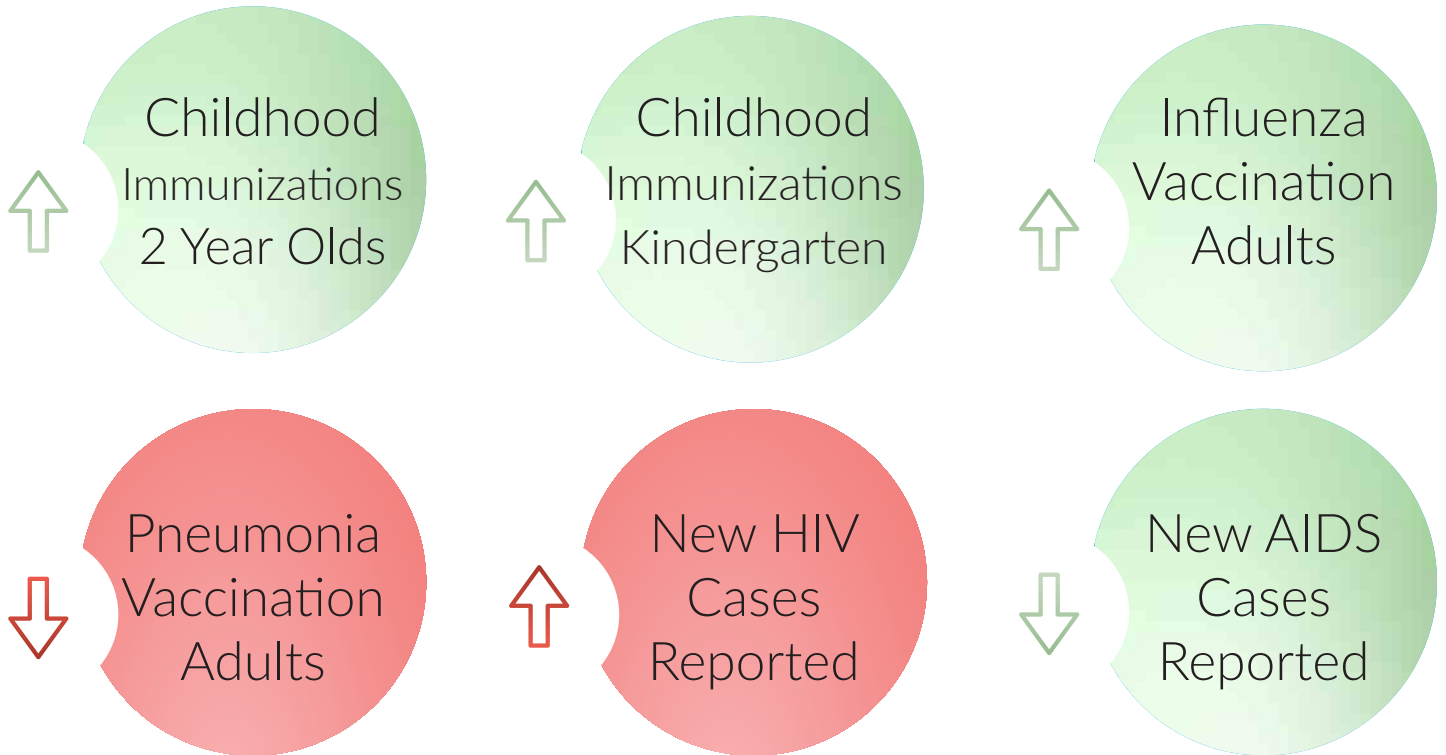 Childhood
Immunizations
2 Year Olds
Childhood
Immunizations
Kindergarten
Influenza
Vaccination
Adults
Pneumonia
Vaccination
Adults
New HIV
Cases
Reported
New AIDS
Cases
Reported